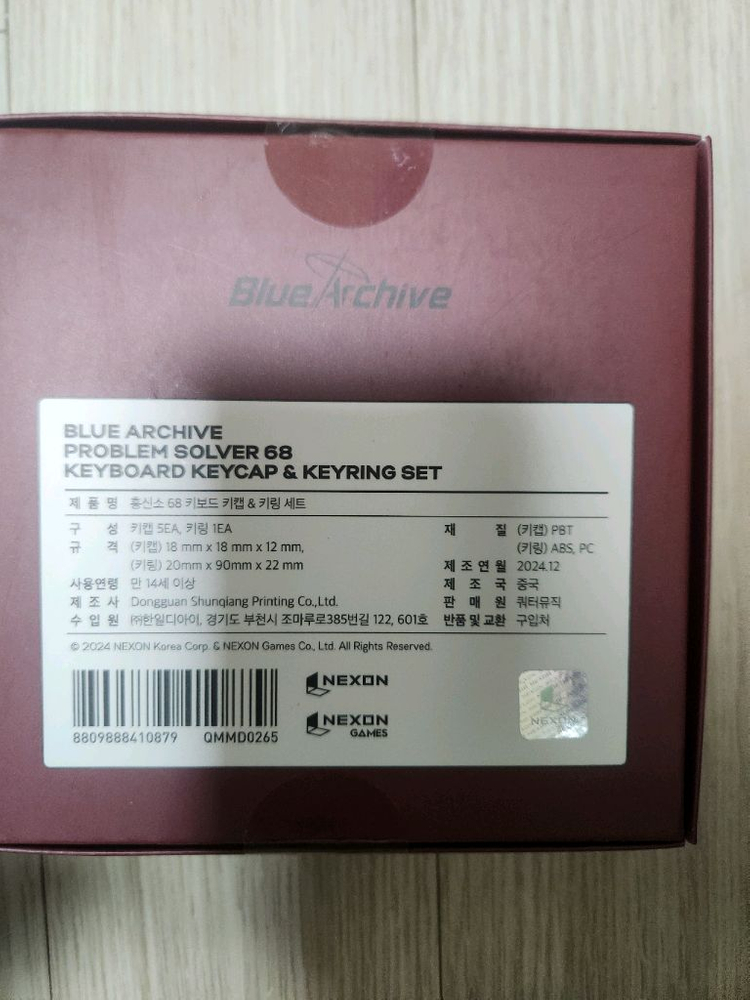 Blue Archive
BLUE ARCHIVE
PROBLEM SOLVER 68
KEYBOARD KEYCAP & KEYRING SET
제 품 명 흥신소 68 키보드 키캡 & 키링 세트
구 성 키캡 5EA, 키링 1EA 재 질 (키캡) PBT
규 격 (키캡) 18 mm x 18 mm x 12 mm, (키링) ABS, PC
(키링) 20mm x 90mm x 22 mm 제 조 연 월 2024.12
사용연령 만 14세 이상 제 조 국 중국
제 조 사 Dongguan Shunqiang Printing Co.,Ltd. 판 매 원 쿼터뮤직
수 입 원 ㈜한일디아이, 경기도 부천시 조마루로385번길 122, 601호 반품 및 교환 구입처
© 2024 NEXON Korea Corp. & NEXON Games Co., Ltd. All Rights Reserved.
NEXON
NEXON
GAMES
NEXON
8809888410879 QMMD0265